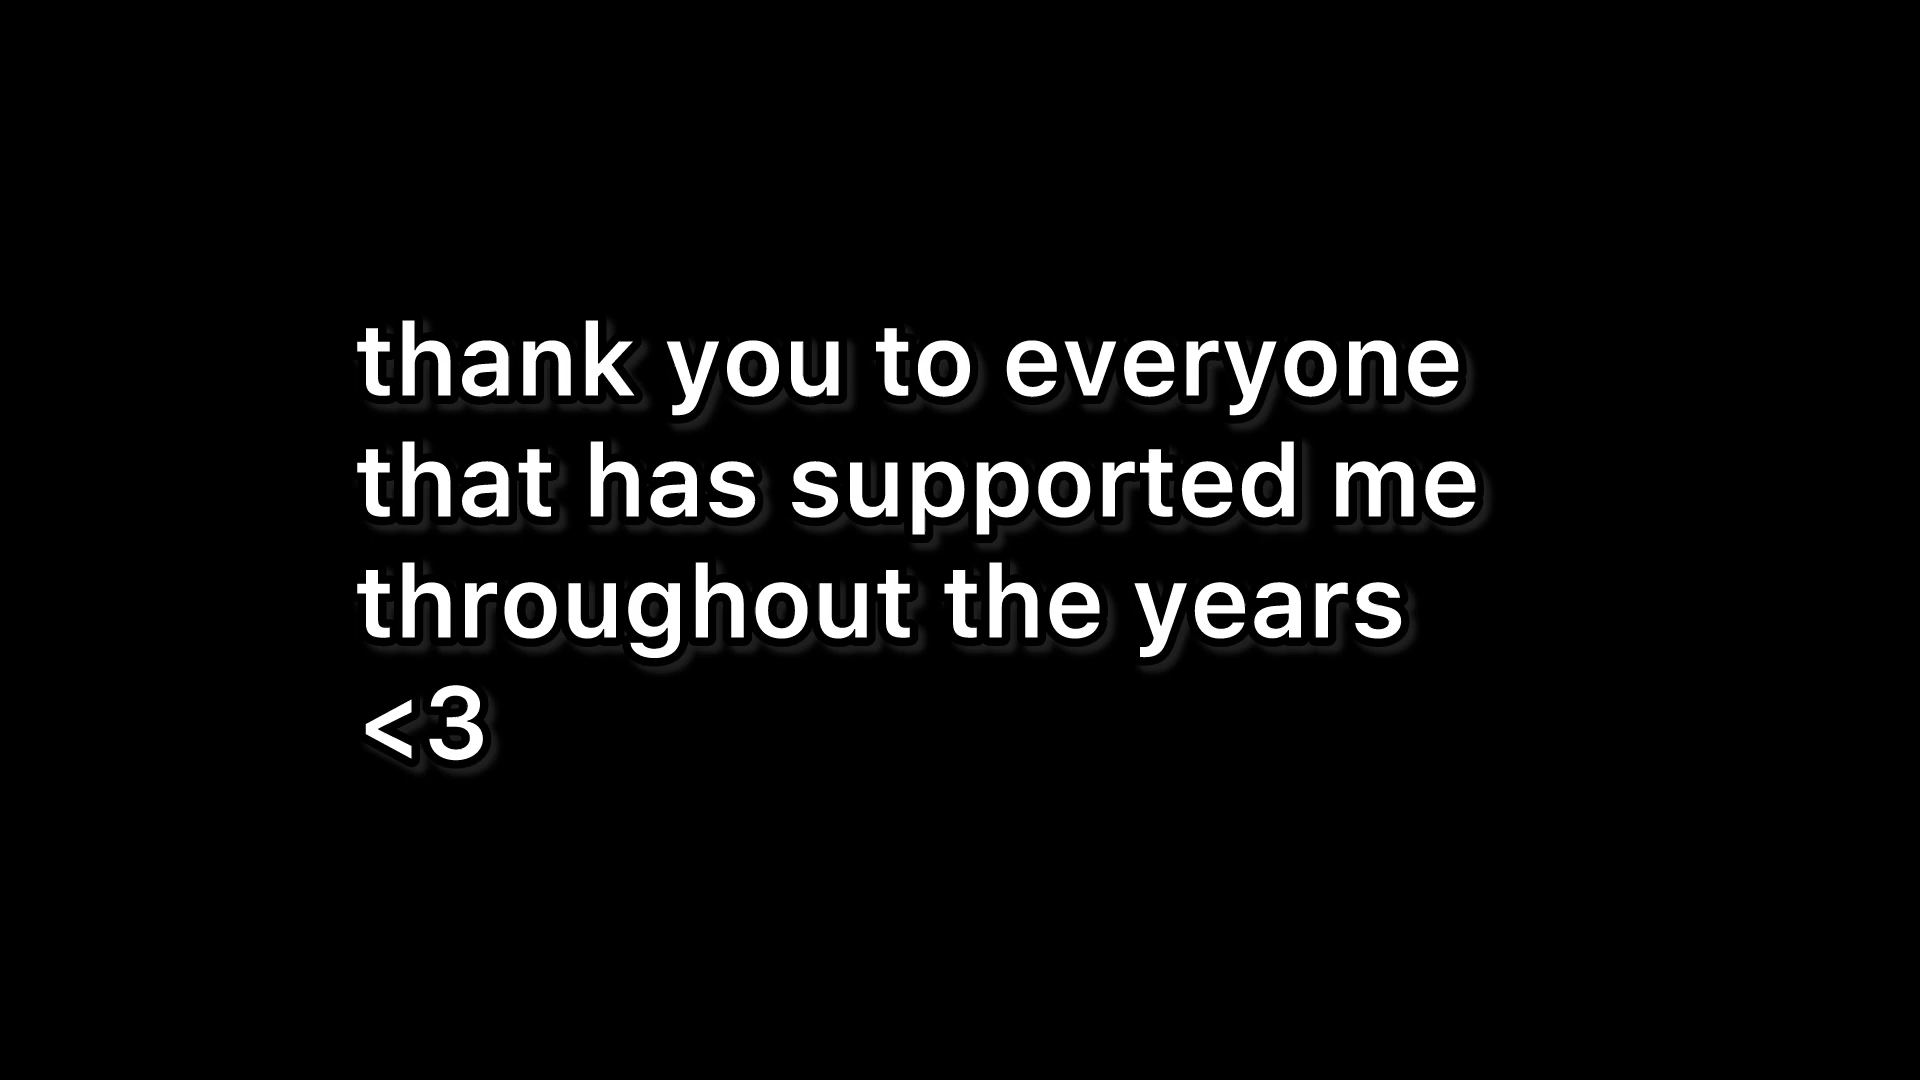 thank you to everyone
that has supported me
throughout the years
<3